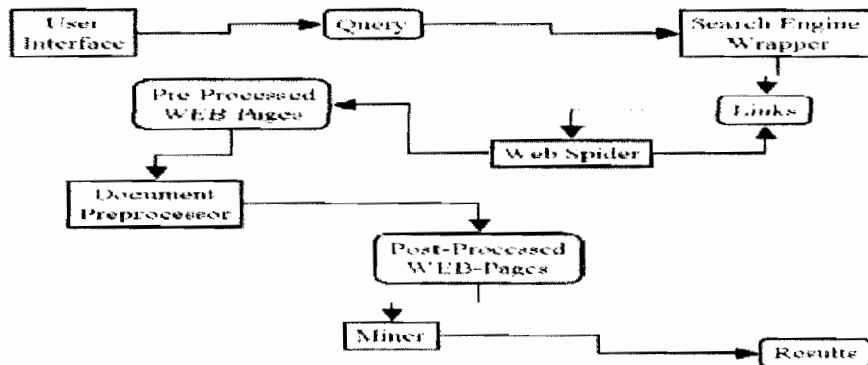 User
Interface
Query
Search Engine
Wrapper
Pre Processed
WEB Pages
Links
Web Spider
Document
Preprocessor
Post-Processed
WEB-Pages
Miner
Results